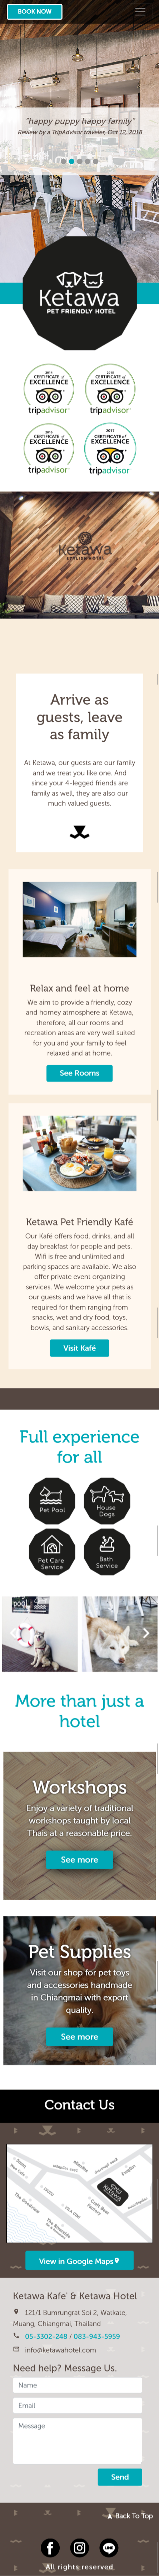 BOOK NOW
"happy puppy happy family"
Review by a TripAdvisor traveler, Oct 12, 2018
Ketawa
PET FRIENDLY HOTEL
2014
CERTIFICATE of
EXCELLENCE
tripadvisor
2015
CERTIFICATE of
EXCELLENCE
tripadvisor
2016
CERTIFICATE of
EXCELLENCE
tripadvisor
2017
CERTIFICATE of
EXCELLENCE
tripadvisor
Ketawa
Arrive as
guests, leave
as family
At Ketawa, our guests are our family
and we treat you like one. And
since your 4-legged friends are
family as well, they are also our
much valued guests.
Relax and feel at home
We aim to provide a friendly, cozy
and homey atmosphere at Ketawa,
therefore, all our rooms and
recreation areas are very well suited
for you and your family to feel
relaxed and at home.
See Rooms
Ketawa Pet Friendly Kafé
Our Kafé offers food, drinks, and all
day breakfast for people and pets.
Wifi is free and unlimited and
parking spaces are available. We also
offer private event organizing
services. We welcome your pets as
our guests and we have all that is
required for them ranging from
snacks, wet and dry food, toys,
bowls, and sanitary accessories.
Visit Kafé
Full experience
for all
Pet Pool
House
Dogs
Pet Care
Service
Bath
Service
More than just a
hotel
Workshops
Enjoy a variety of traditional
workshops taught by local
Thais at a reasonable price.
See more
Pet Supplies
Visit our shop for pet toys
and accessories handmade
in Chiangmai with export
quality.
See more
Contact Us
Ketawa
View in Google Maps
Ketawa Kafe' & Ketawa Hotel
121/1 Bumrungrat Soi 2, Watkate,
Muang, Chiangmai, Thailand
05-3302-248 / 083-943-5959
info@ketawahotel.com
Need help? Message Us.
Name
Email
Message
Send
Back To Top
All rights reserved